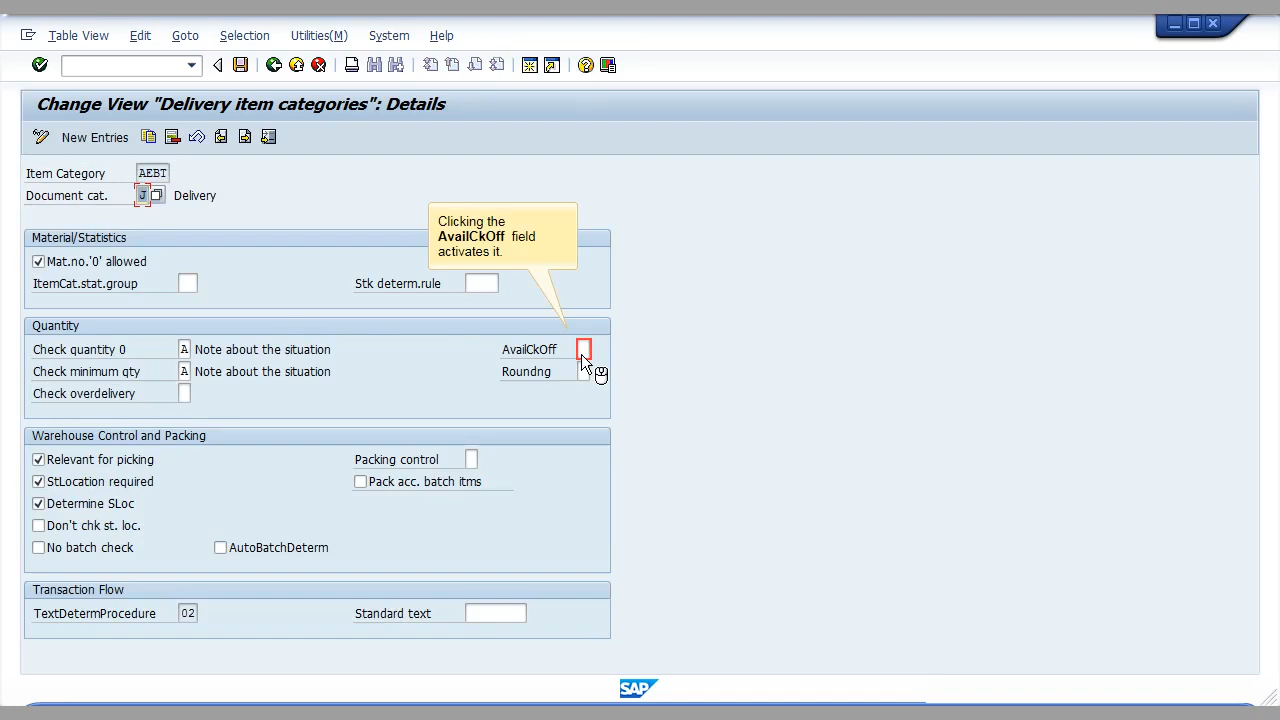 Table View Edit Goto Selection Utilities(M) System Help
Change View "Delivery item categories": Details
New Entries
Item Category AEBT
Document cat. J Delivery
Clicking the
AvailCkOff field
activates it.
Material/Statistics
Mat.no.'0' allowed
ItemCat.stat.group Stk determ.rule
Quantity
Check quantity 0 A Note about the situation AvailCkOff
Check minimum qty A Note about the situation Roundng
Check overdelivery
Warehouse Control and Packing
Relevant for picking Packing control
StLocation required Pack acc. batch itms
Determine SLoc
Don't chk st. loc.
No batch check AutoBatchDeterm
Transaction Flow
TextDetermProcedure 02 Standard text
SAP